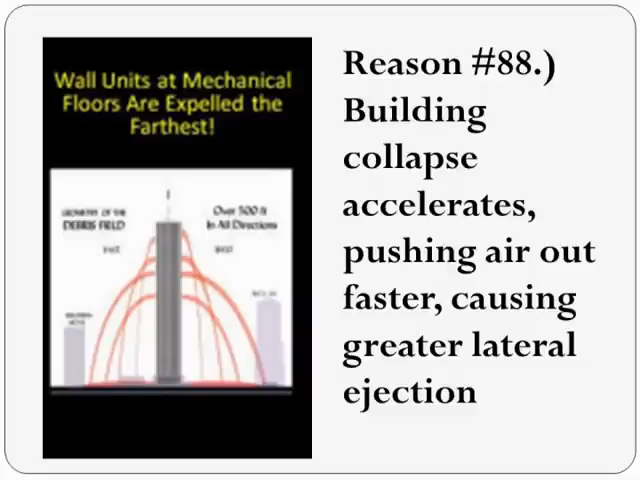 Wall Units at Mechanical
Floors Are Expelled the
Farthest!
GEOMETRY OF THE
DEBRIS FIELD
Over 500 ft
In All Directions
EAST
WEST
Reason #88.)
Building
collapse
accelerates,
pushing air out
faster, causing
greater lateral
ejection